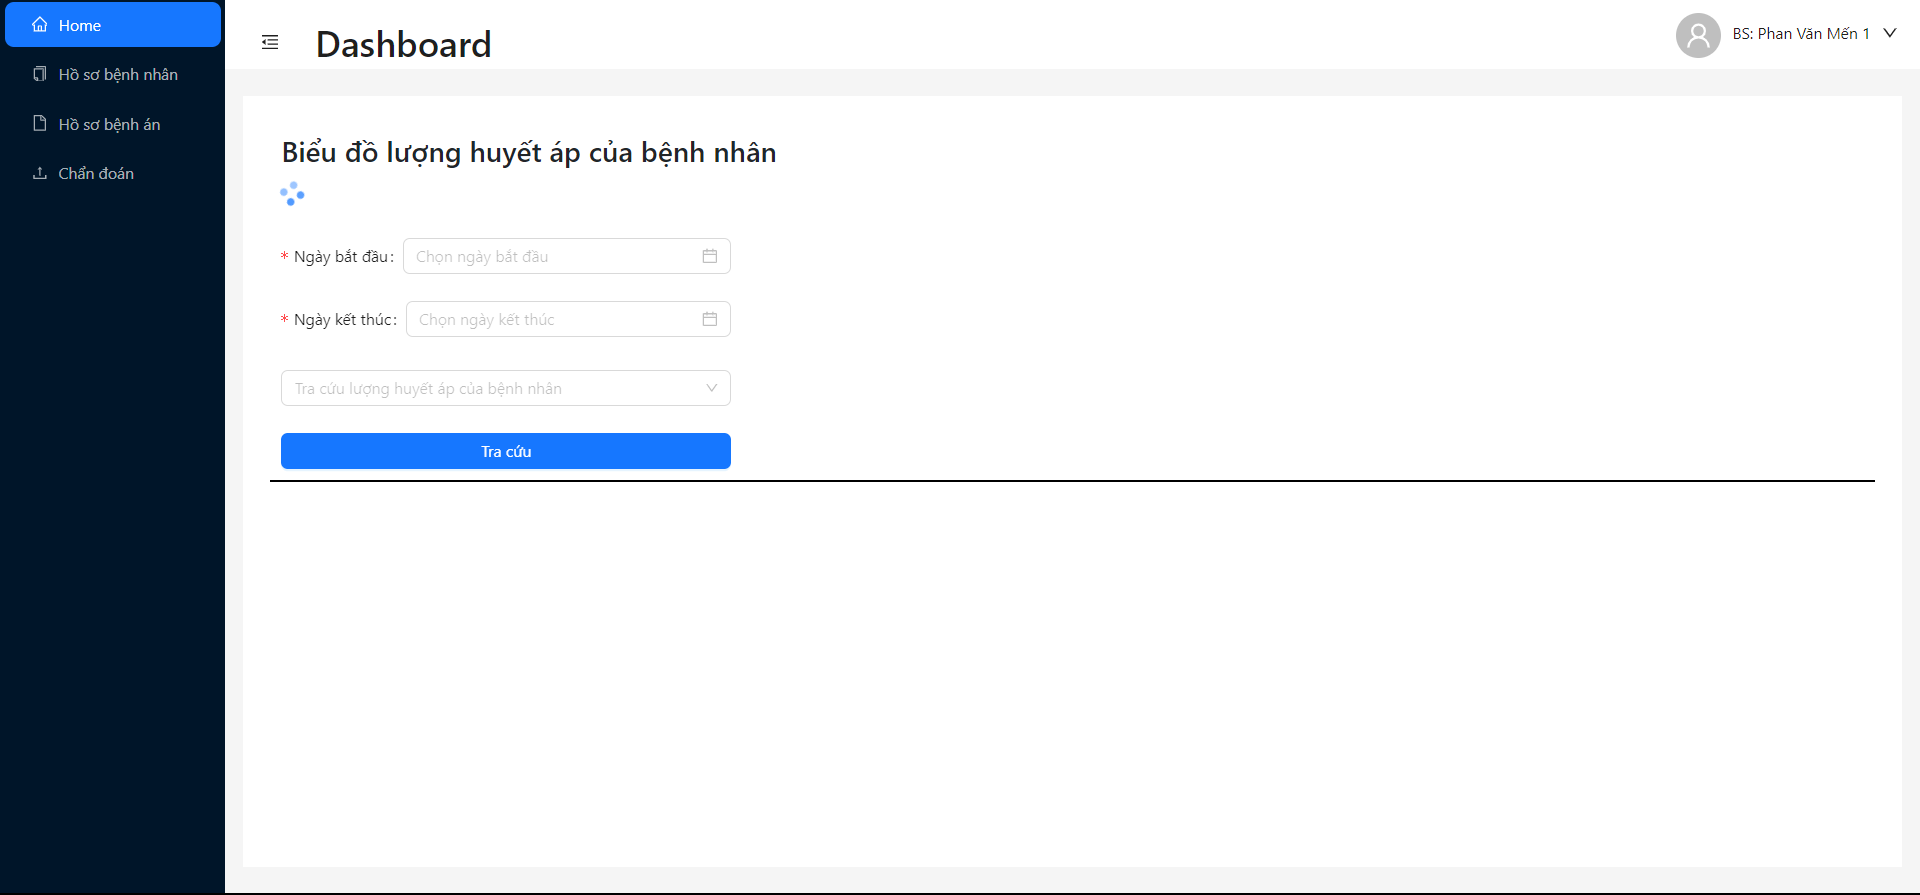 Home
Hồ sơ bệnh nhân
Hồ sơ bệnh án
Chẩn đoán
Dashboard
BS: Phan Văn Mến 1
Biểu đồ lượng huyết áp của bệnh nhân
* Ngày bắt đầu: Chọn ngày bắt đầu
* Ngày kết thúc: Chọn ngày kết thúc
Tra cứu lượng huyết áp của bệnh nhân
Tra cứu